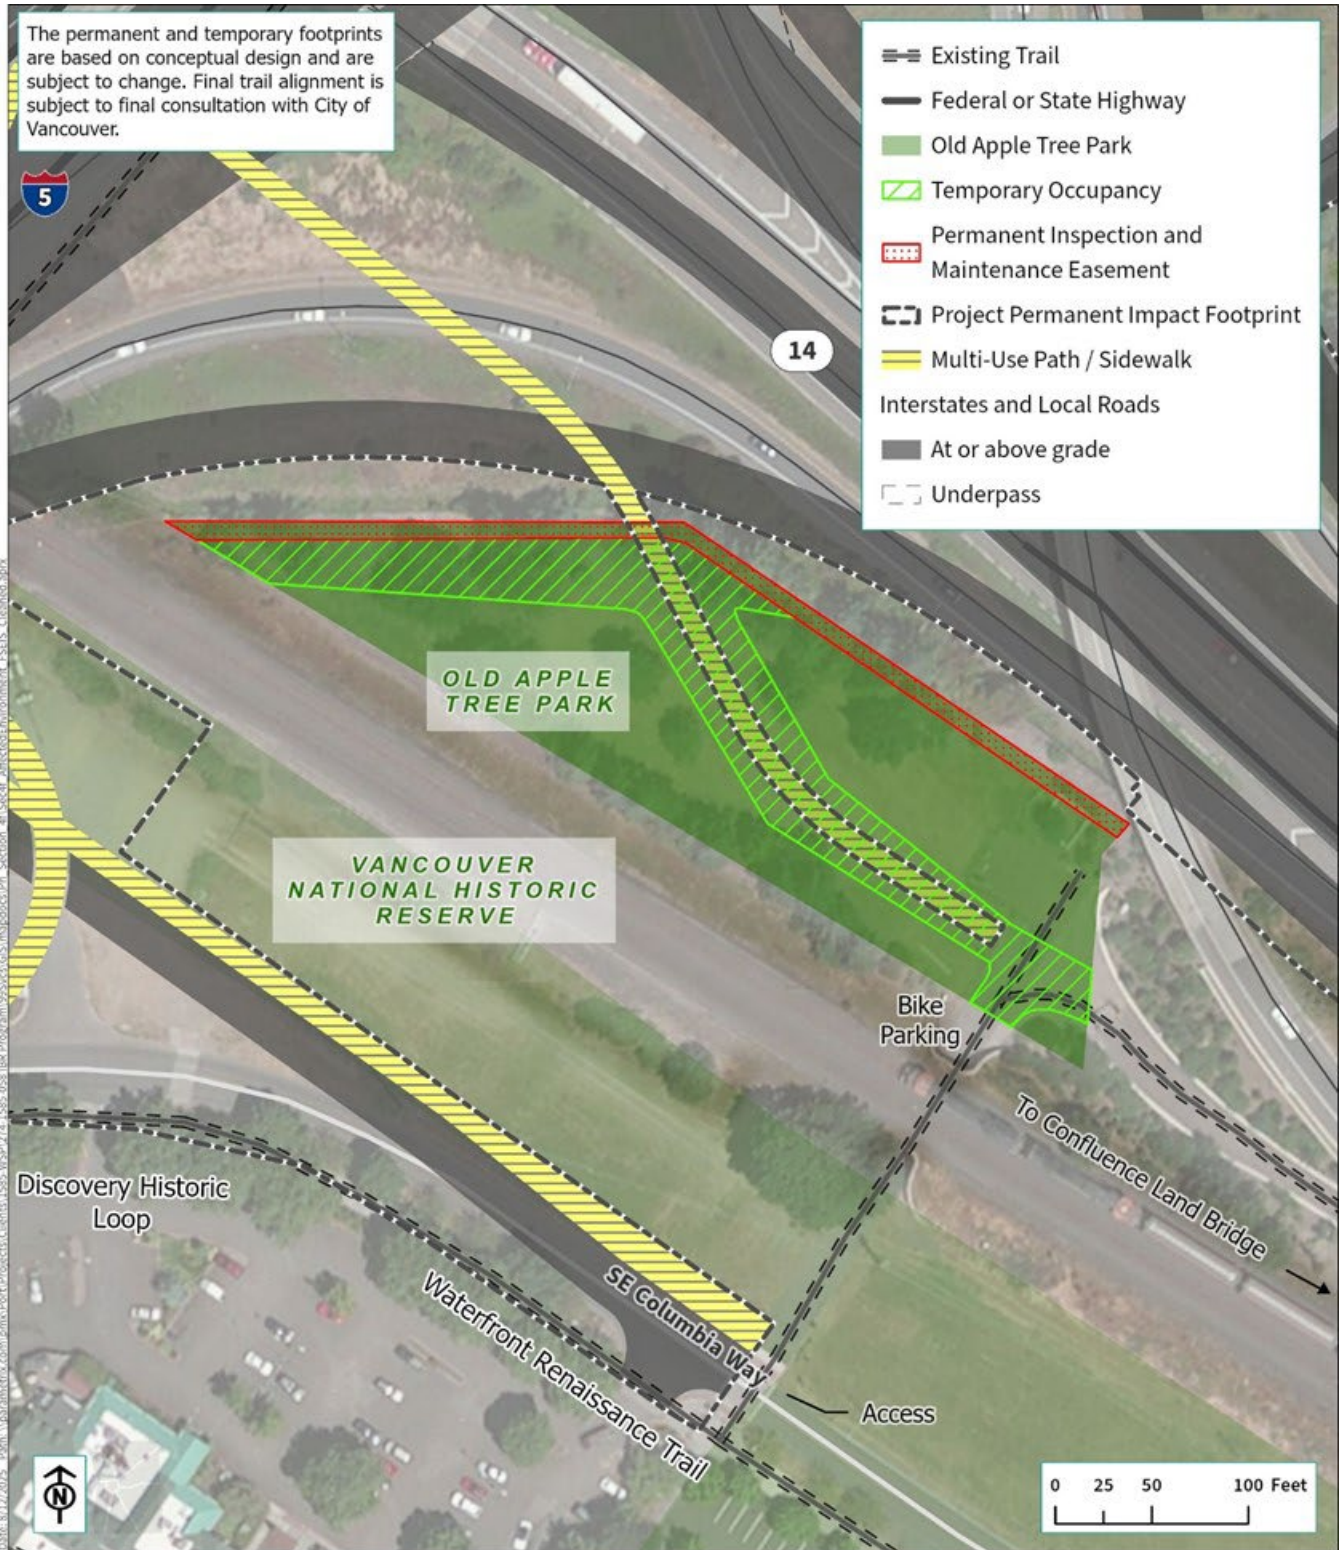 The permanent and temporary footprints
are based on conceptual design and are
subject to change. Final trail alignment is
subject to final consultation with City of
Vancouver.
5
Existing Trail
Federal or State Highway
Old Apple Tree Park
Temporary Occupancy
Permanent Inspection and
Maintenance Easement
Project Permanent Impact Footprint
Multi-Use Path / Sidewalk
Interstates and Local Roads
At or above grade
Underpass
14
OLD APPLE
TREE PARK
VANCOUVER
NATIONAL HISTORIC
RESERVE
Bike
Parking
To Confluence Land Bridge
Discovery Historic
Loop
SE Columbia Way
Waterfront Renaissance Trail
Access
N
0 25 50 100 Feet